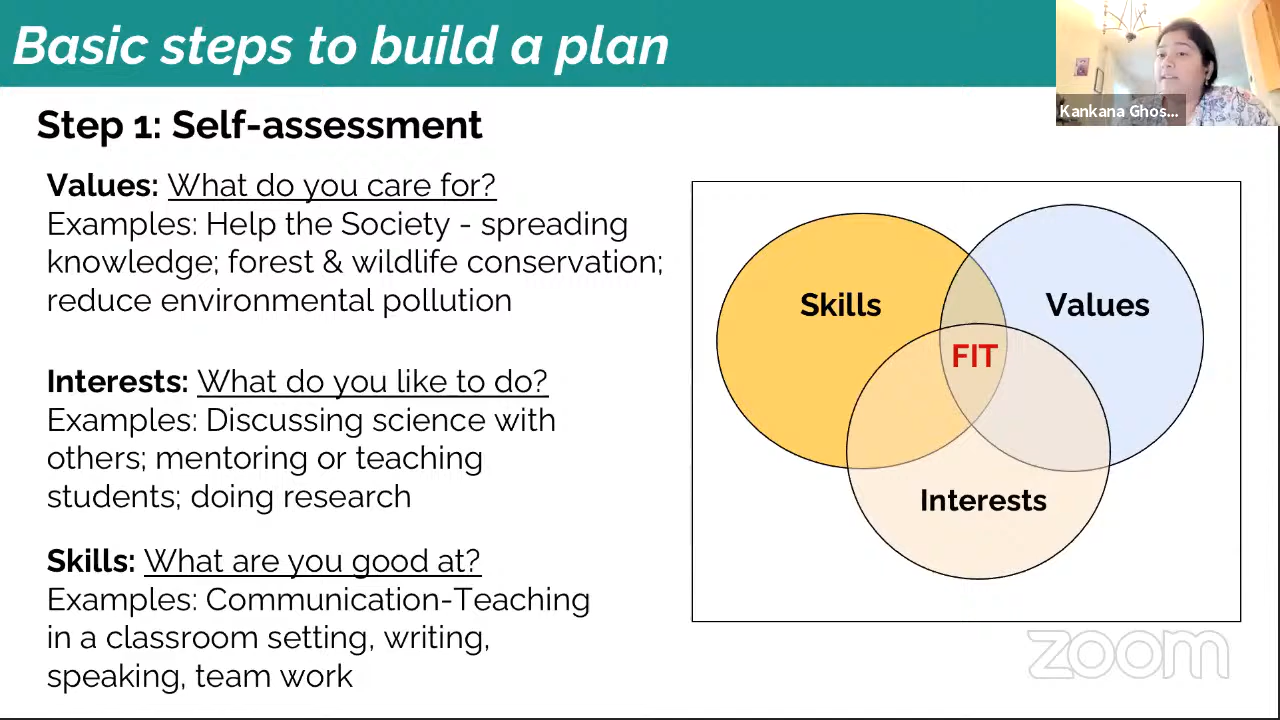 Basic steps to build a plan
Kankana Ghos...
Step 1: Self-assessment
Values: What do you care for?
Examples: Help the Society - spreading
knowledge; forest & wildlife conservation;
reduce environmental pollution
Interests: What do you like to do?
Examples: Discussing science with
others; mentoring or teaching
students; doing research
Skills: What are you good at?
Examples: Communication-Teaching
in a classroom setting, writing,
speaking, team work
Skills
Values
FIT
Interests
zoom